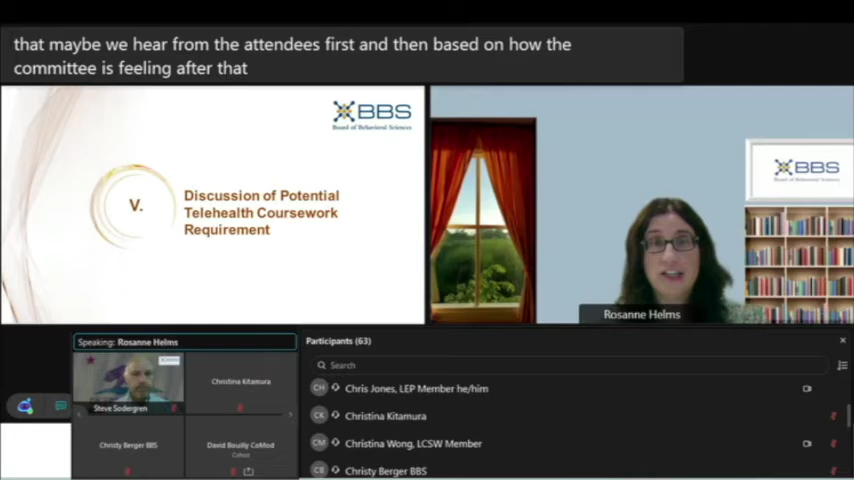 that maybe we hear from the attendees first and then based on how the
committee is feeling after that
BBS
Board of Behavioral Sciences
V.
Discussion of Potential
Telehealth Coursework
Requirement
BBS
Board of Behavioral Sciences
Rosanne Helms
Speaking: Rosanne Helms
Steve Sodergren
Christina Kitamura
Christy Berger BBS
David Bouilly CoMod
Cohost
Participants (63)
Search
CH Chris Jones, LEP Member he/him
CK Christina Kitamura
CM Christina Wong, LCSW Member
CB Christy Berger BBS